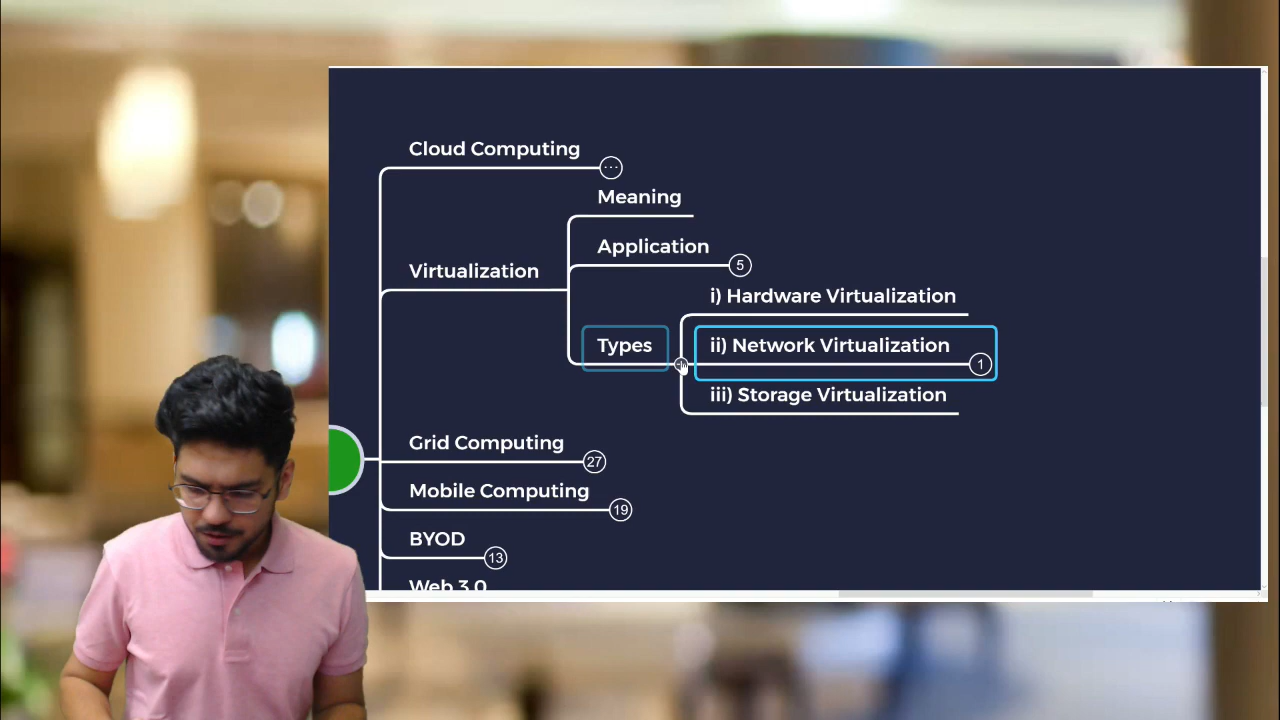 Cloud Computing
Meaning
Application
5
Virtualization
i) Hardware Virtualization
Types
ii) Network Virtualization
1
iii) Storage Virtualization
Grid Computing
27
Mobile Computing
19
BYOD
13
Web 3.0